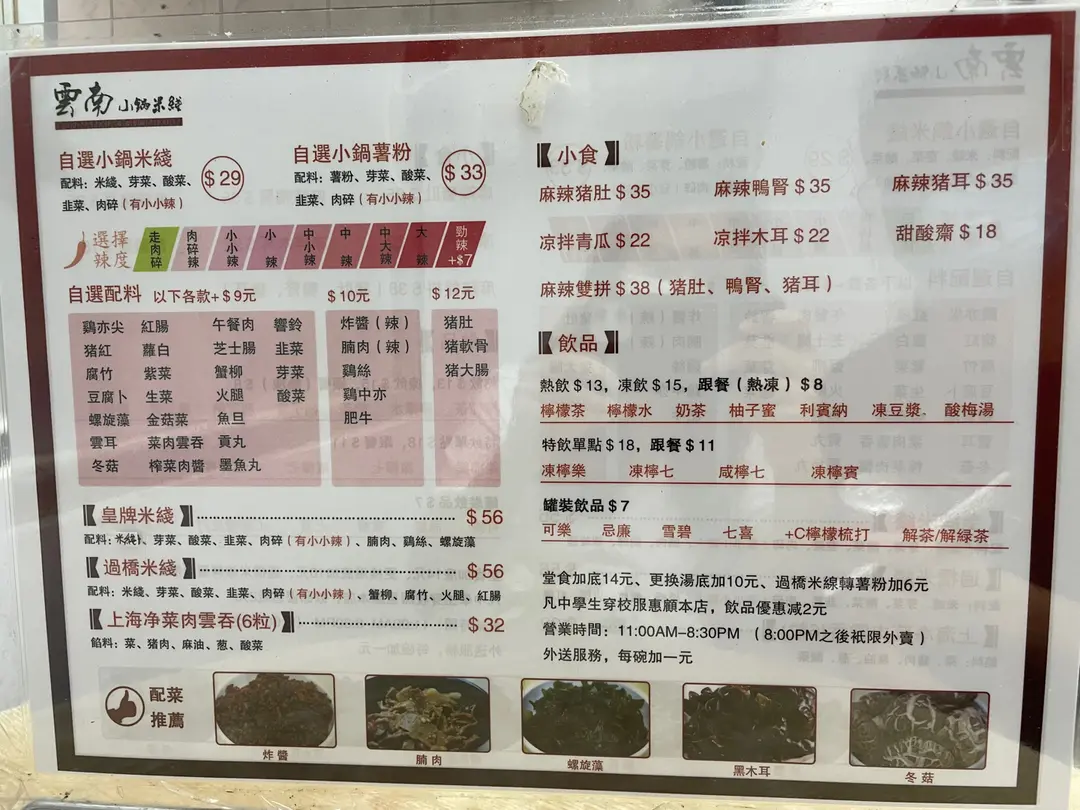 雲南小鍋米綫
自選小鍋米綫 $29
配料：米綫、芽菜、酸菜、
韭菜、肉碎（有小小辣）
自選小鍋薯粉 $33
配料：薯粉、芽菜、酸菜、
韭菜、肉碎（有小小辣）
選擇辣度 走肉碎 肉碎辣 小小辣 小辣 中小辣 中辣 中大辣 大辣 勁辣+$7
自選配料 以下各款+$9元 $10元 $12元
鷄亦尖 紅腸 午餐肉 響鈴 炸醬（辣） 猪肚
猪紅 蘿白 芝士腸 韭菜 腩肉（辣） 猪軟骨
腐竹 紫菜 蟹柳 芽菜 鷄絲 猪大腸
豆腐卜 生菜 火腿 酸菜 鷄中亦
螺旋藻 金菇菜 魚旦 肥牛
雲耳 菜肉雲吞 貢丸
冬菇 榨菜肉醬 墨魚丸
【皇牌米綫】 $56
配料：米綫、芽菜、酸菜、韭菜、肉碎（有小小辣）、腩肉、鷄絲、螺旋藻
【過橋米綫】 $56
配料：米綫、芽菜、酸菜、韭菜、肉碎（有小小辣）、蟹柳、腐竹、火腿、紅腸
【上海净菜肉雲吞(6粒)】 $32
餡料：菜、猪肉、麻油、葱、酸菜
【小食】
麻辣猪肚$35 麻辣鴨腎$35 麻辣猪耳$35
凉拌青瓜$22 凉拌木耳$22 甜酸齋$18
麻辣雙拼$38（猪肚、鴨腎、猪耳）
【飲品】
熱飲$13，凍飲$15，跟餐（熱凍）$8
檸檬茶 檸檬水 奶茶 柚子蜜 利賓納 凍豆漿 酸梅湯
特飲單點$18，跟餐$11
凍檸樂 凍檸七 咸檸七 凍檸賓
罐裝飲品$7
可樂 忌廉 雪碧 七喜 +C檸檬梳打 解茶/解綠茶
堂食加底14元、更換湯底加10元、過橋米線轉薯粉加6元
凡中學生穿校服惠顧本店，飲品優惠减2元
營業時間：11:00AM–8:30PM （8:00PM之後衹限外賣）
外送服務，每碗加一元
配菜推薦
炸醬 腩肉 螺旋藻 黑木耳 冬菇